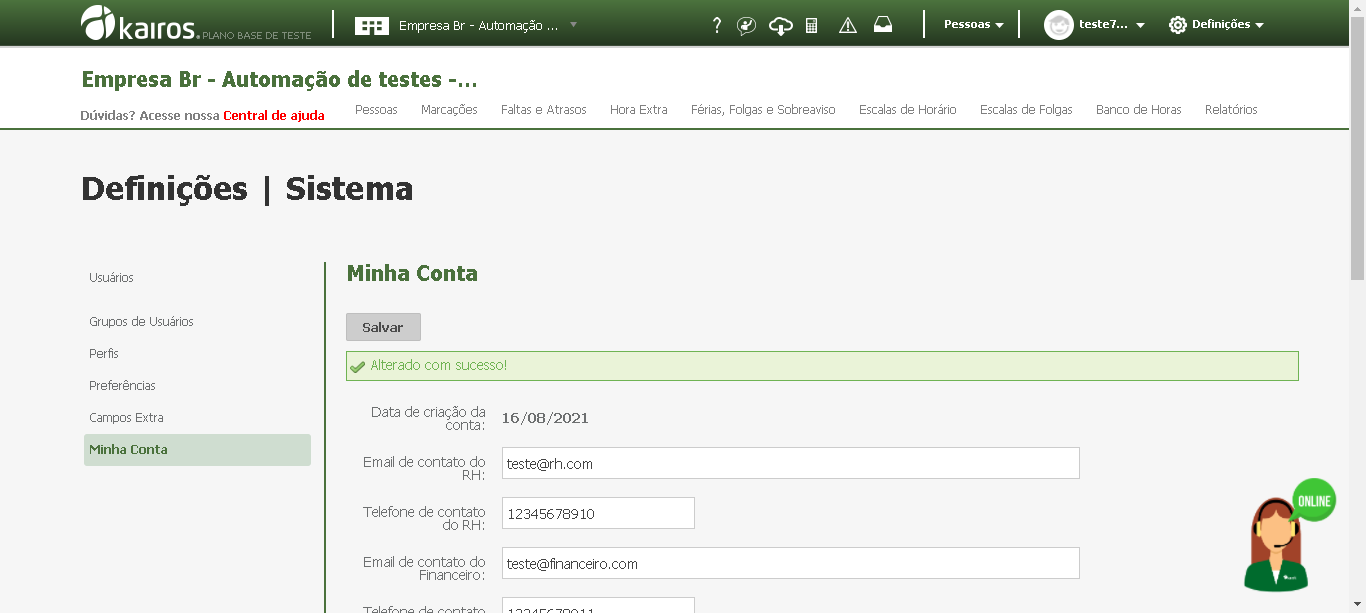 kairos. PLANO BASE DE TESTE
Empresa Br - Automação ...
?
Pessoas
teste7...
Definições
Empresa Br - Automação de testes -...
Dúvidas? Acesse nossa Central de ajuda
Pessoas Marcações Faltas e Atrasos Hora Extra Férias, Folgas e Sobreaviso Escalas de Horário Escalas de Folgas Banco de Horas Relatórios
Definições | Sistema
Usuários
Grupos de Usuários
Perfis
Preferências
Campos Extra
Minha Conta
Minha Conta
Salvar
Alterado com sucesso!
Data de criação da
conta:
16/08/2021
Email de contato do
RH:
teste@rh.com
Telefone de contato
do RH:
12345678910
Email de contato do
Financeiro:
teste@financeiro.com
Telefone de contato
12345678911
ONLINE